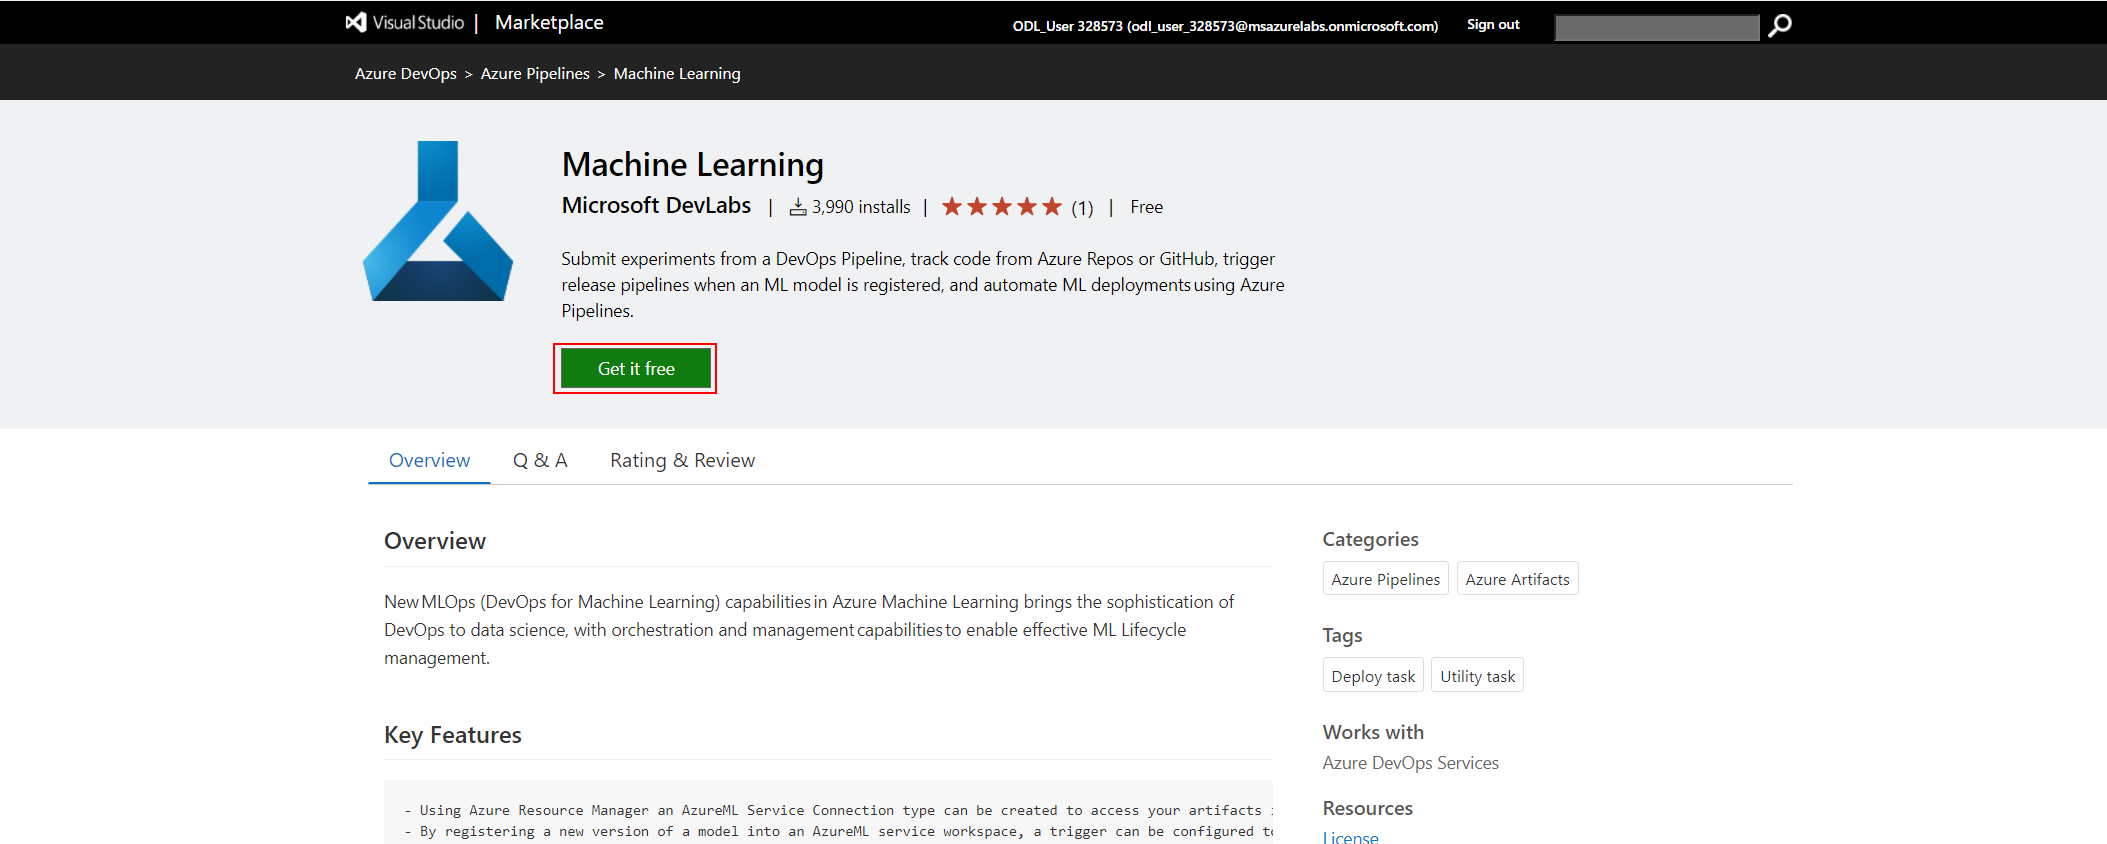 Visual Studio | Marketplace
ODL_User 328573 (odl_user_328573@msazurelabs.onmicrosoft.com) Sign out
Azure DevOps > Azure Pipelines > Machine Learning
Machine Learning
Microsoft DevLabs | 3,990 installs | (1) | Free
Submit experiments from a DevOps Pipeline, track code from Azure Repos or GitHub, trigger
release pipelines when an ML model is registered, and automate ML deployments using Azure
Pipelines.
Get it free
Overview Q & A Rating & Review
Overview
New MLOps (DevOps for Machine Learning) capabilities in Azure Machine Learning brings the sophistication of
DevOps to data science, with orchestration and management capabilities to enable effective ML Lifecycle
management.
Key Features
- Using Azure Resource Manager an AzureML Service Connection type can be created to access your artifacts
- By registering a new version of a model into an AzureML service workspace, a trigger can be configured to
Categories
Azure Pipelines Azure Artifacts
Tags
Deploy task Utility task
Works with
Azure DevOps Services
Resources
License